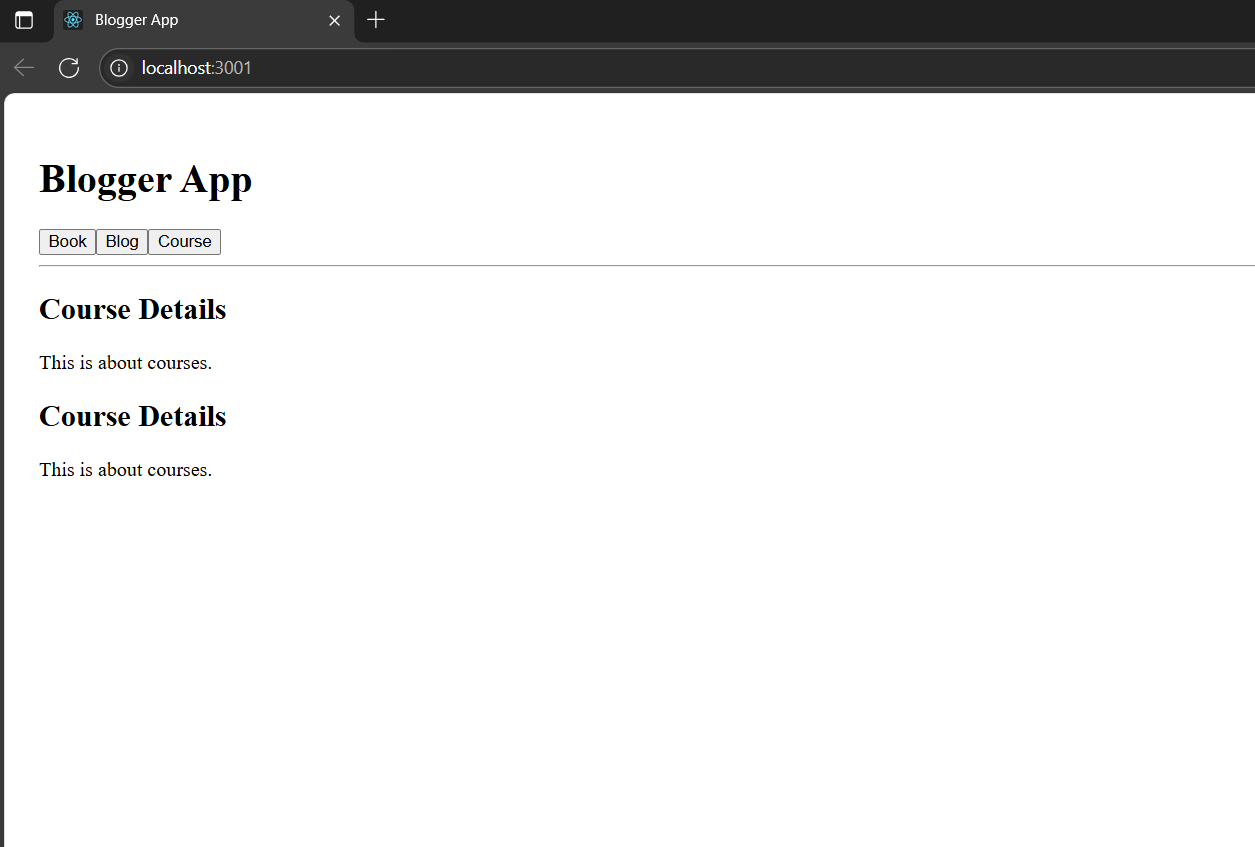 Blogger App
localhost:3001
Blogger App
Book Blog Course
Course Details
This is about courses.
Course Details
This is about courses.